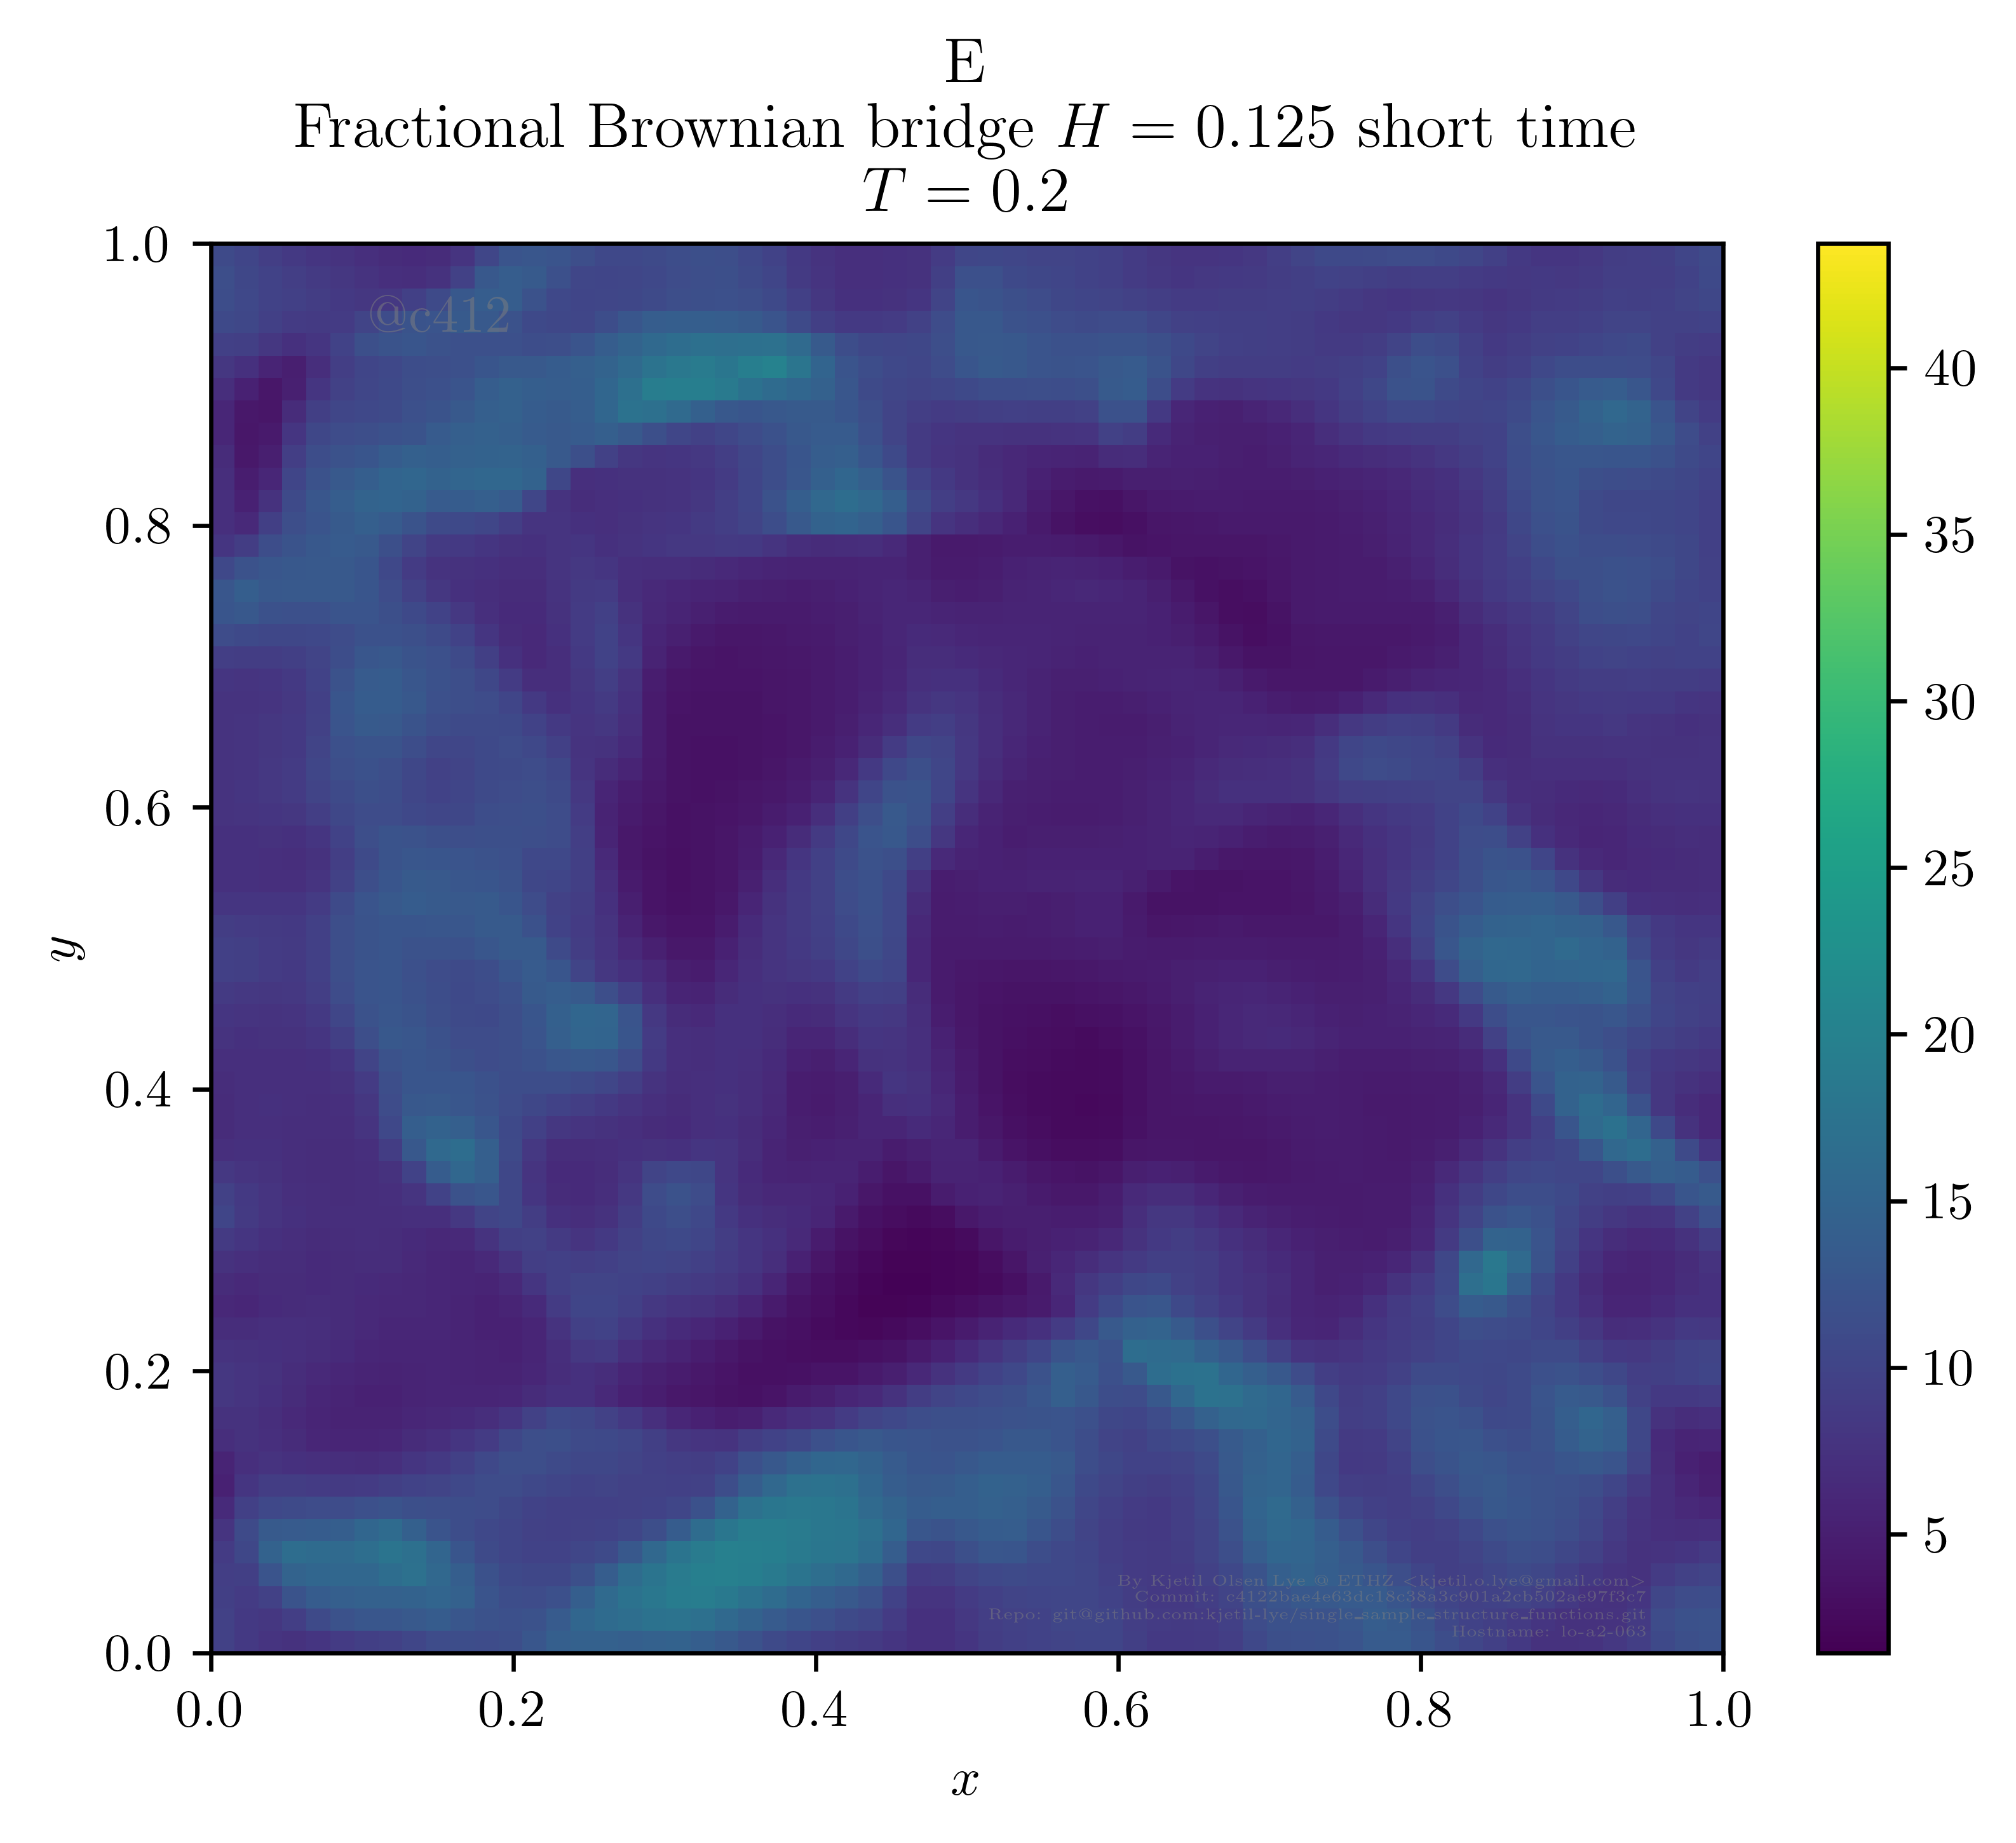 E
Fractional Brownian bridge H = 0.125 short time
T = 0.2
1.0
0.8
0.6
0.4
0.2
0.0
y
0.0 0.2 0.4 0.6 0.8 1.0
x
40
35
30
25
20
15
10
5
@c412
By Kjetil Olsen Lye @ ETHZ <kjetil.o.lye@gmail.com>
Commit: c4122bae4e63dc18c38a3c901a2cb502ae97f3c7
Repo: git@github.com:kjetil-lye/single_sample_structure_functions.git
Hostname: lo-a2-063